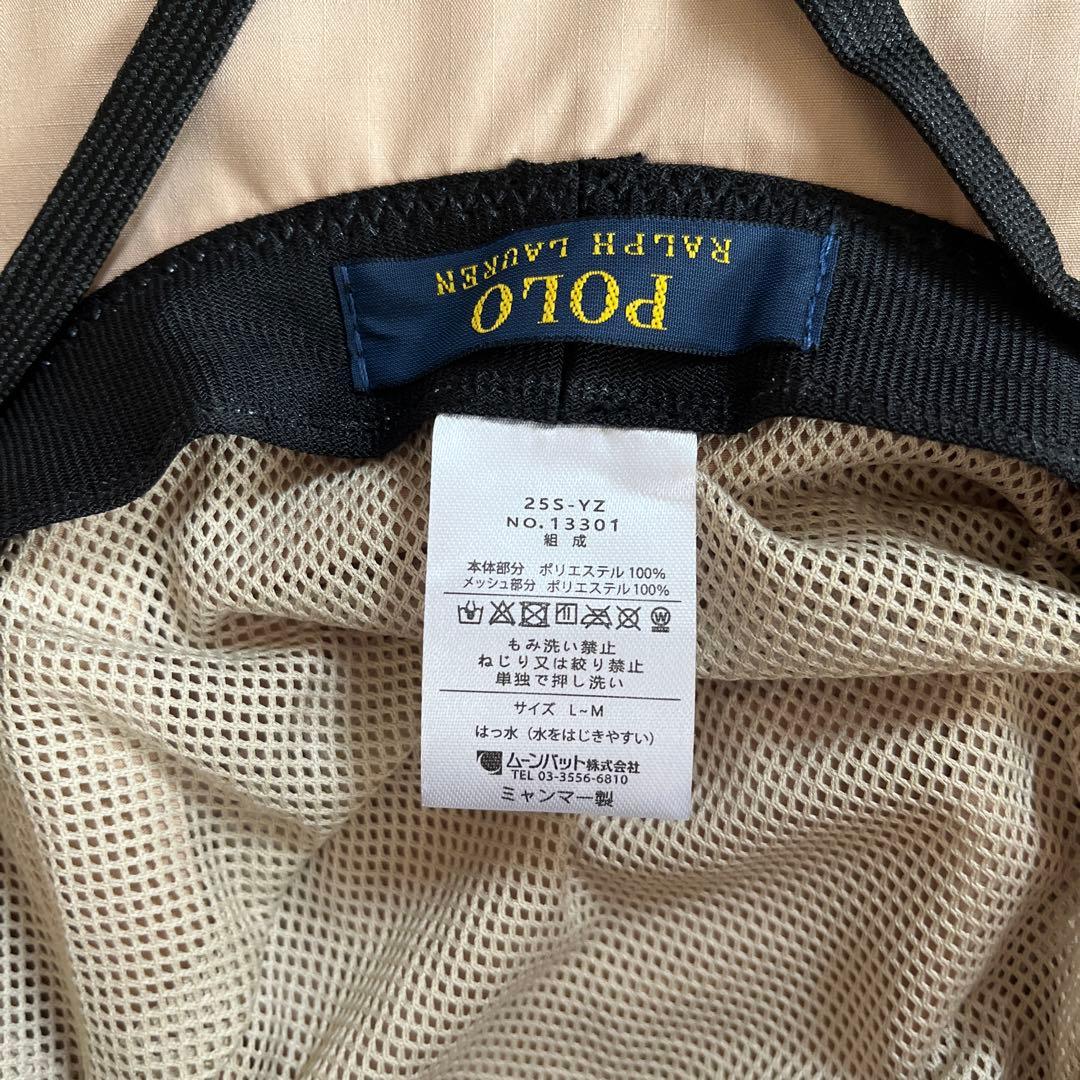 POLO
RALPH LAUREN
25S-YZ
NO.13301
組成
本体部分 ポリエステル100%
メッシュ部分 ポリエステル100%
W
もみ洗い禁止
ねじり又は絞り禁止
単独で押し洗い
サイズ L~M
はっ水（水をはじきやすい）
ムーンバット株式会社
TEL 03-3556-6810
ミャンマー製